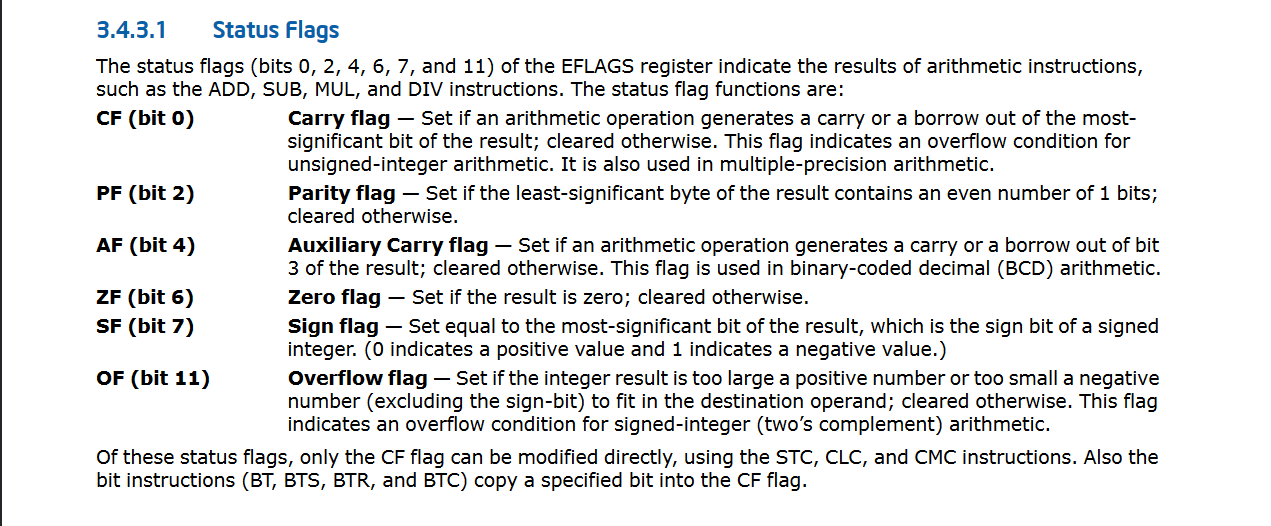 3.4.3.1 Status Flags
The status flags (bits 0, 2, 4, 6, 7, and 11) of the EFLAGS register indicate the results of arithmetic instructions,
such as the ADD, SUB, MUL, and DIV instructions. The status flag functions are:
CF (bit 0) Carry flag — Set if an arithmetic operation generates a carry or a borrow out of the most-
significant bit of the result; cleared otherwise. This flag indicates an overflow condition for
unsigned-integer arithmetic. It is also used in multiple-precision arithmetic.
PF (bit 2) Parity flag — Set if the least-significant byte of the result contains an even number of 1 bits;
cleared otherwise.
AF (bit 4) Auxiliary Carry flag — Set if an arithmetic operation generates a carry or a borrow out of bit
3 of the result; cleared otherwise. This flag is used in binary-coded decimal (BCD) arithmetic.
ZF (bit 6) Zero flag — Set if the result is zero; cleared otherwise.
SF (bit 7) Sign flag — Set equal to the most-significant bit of the result, which is the sign bit of a signed
integer. (0 indicates a positive value and 1 indicates a negative value.)
OF (bit 11) Overflow flag — Set if the integer result is too large a positive number or too small a negative
number (excluding the sign-bit) to fit in the destination operand; cleared otherwise. This flag
indicates an overflow condition for signed-integer (two’s complement) arithmetic.
Of these status flags, only the CF flag can be modified directly, using the STC, CLC, and CMC instructions. Also the
bit instructions (BT, BTS, BTR, and BTC) copy a specified bit into the CF flag.